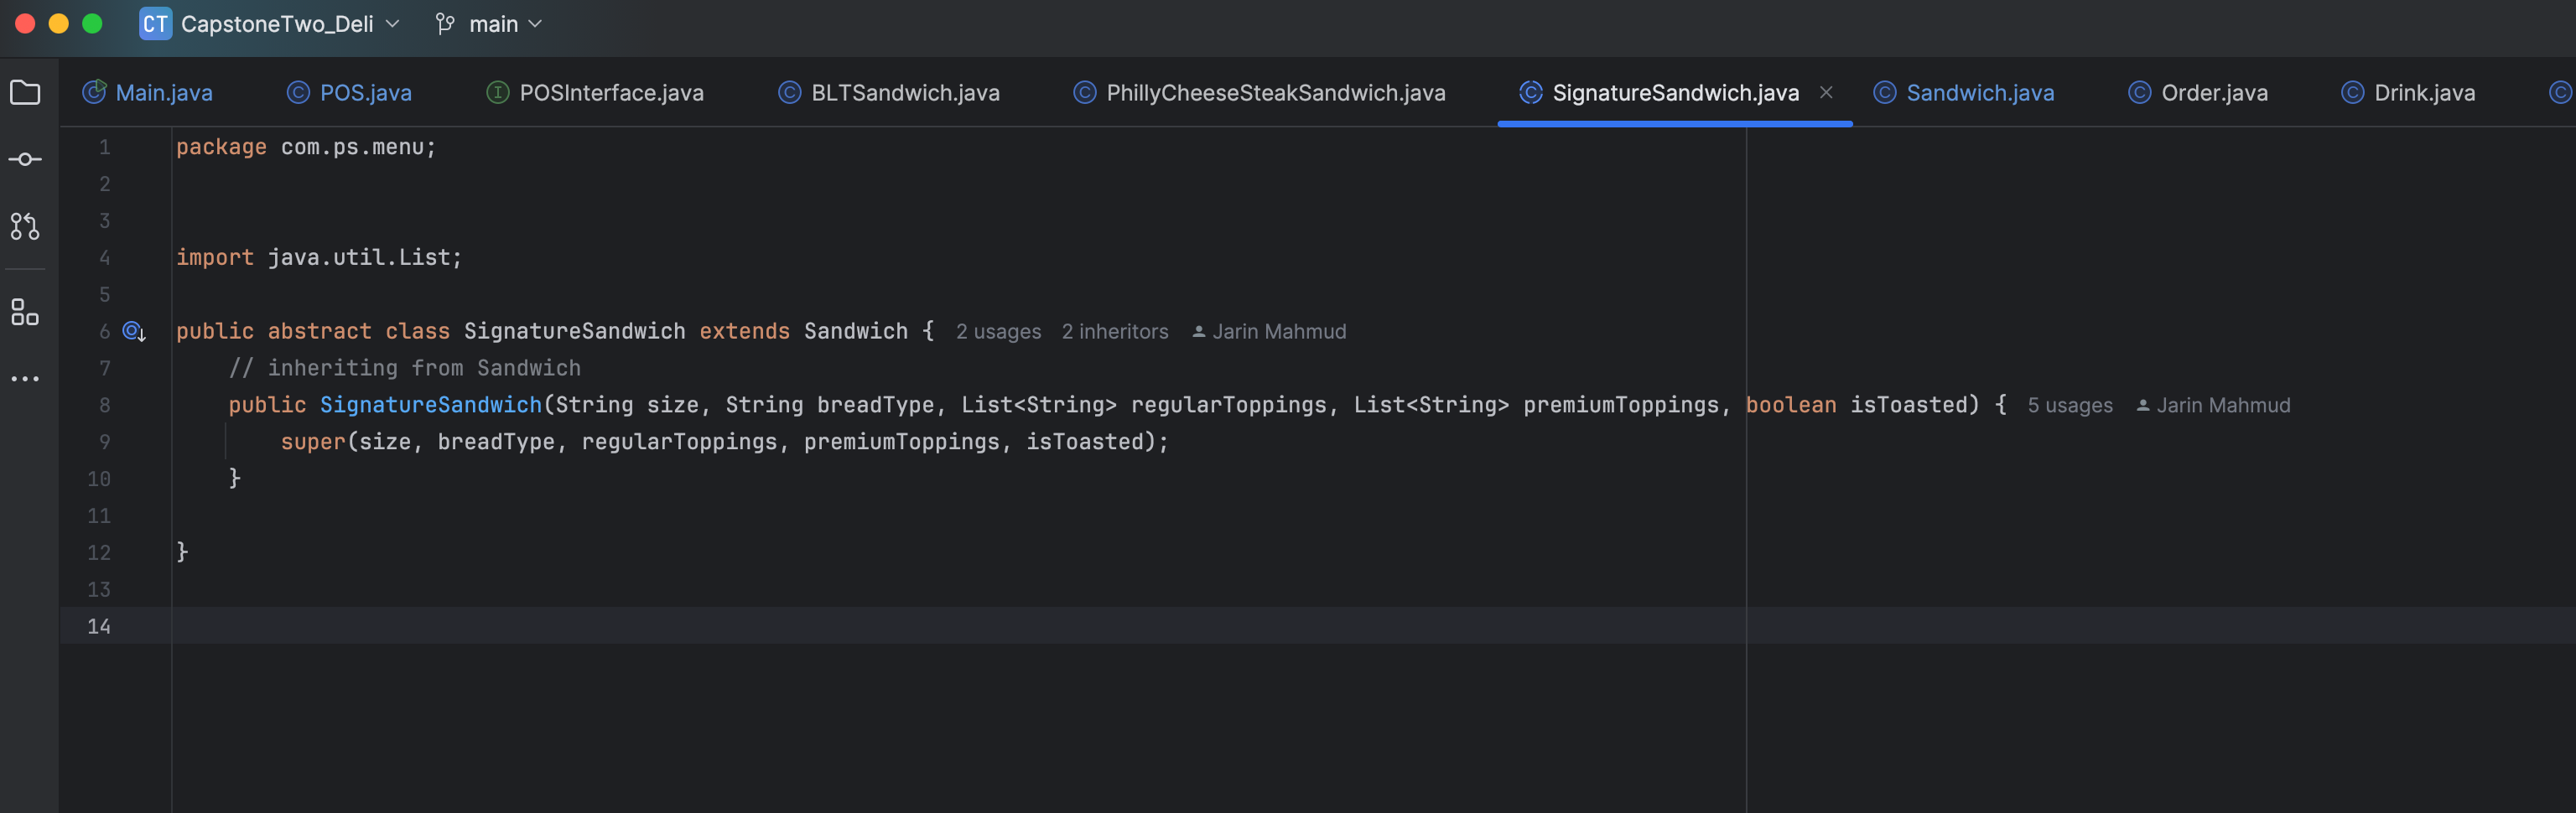 CT CapstoneTwo_Deli main
Main.java POS.java POSInterface.java BLTSandwich.java PhillyCheeseSteakSandwich.java SignatureSandwich.java Sandwich.java Order.java Drink.java
1 package com.ps.menu;
2
3
4 import java.util.List;
5
6 public abstract class SignatureSandwich extends Sandwich { 2 usages 2 inheritors Jarin Mahmud
7 // inheriting from Sandwich
8 public SignatureSandwich(String size, String breadType, List<String> regularToppings, List<String> premiumToppings, boolean isToasted) { 5 usages Jarin Mahmud
9 super(size, breadType, regularToppings, premiumToppings, isToasted);
10 }
11
12 }
13
14